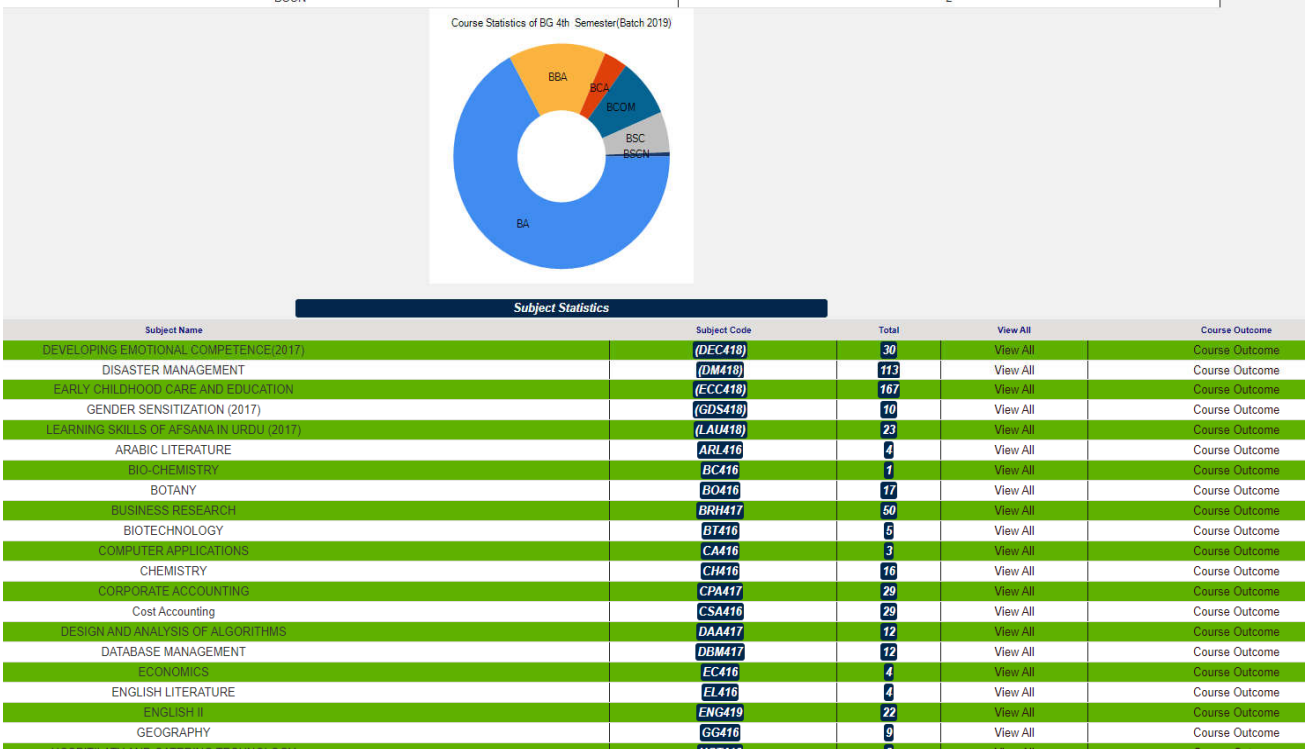 Course Statistics of BG 4th Semester(Batch 2019)
BBA
BCA
BCOM
BSC
BSCN
BA
Subject Statistics
Subject Name Subject Code Total View All Course Outcome
DEVELOPING EMOTIONAL COMPETENCE(2017) (DEC418) 30 View All Course Outcome
DISASTER MANAGEMENT (DM418) 113 View All Course Outcome
EARLY CHILDHOOD CARE AND EDUCATION (ECC418) 167 View All Course Outcome
GENDER SENSITIZATION (2017) (GDS418) 10 View All Course Outcome
LEARNING SKILLS OF AFSANA IN URDU (2017) (LAU418) 23 View All Course Outcome
ARABIC LITERATURE ARL416 4 View All Course Outcome
BIO-CHEMISTRY BC416 1 View All Course Outcome
BOTANY BO416 17 View All Course Outcome
BUSINESS RESEARCH BRH417 50 View All Course Outcome
BIOTECHNOLOGY BT416 5 View All Course Outcome
COMPUTER APPLICATIONS CA416 3 View All Course Outcome
CHEMISTRY CH416 16 View All Course Outcome
CORPORATE ACCOUNTING CPA417 29 View All Course Outcome
Cost Accounting CSA416 29 View All Course Outcome
DESIGN AND ANALYSIS OF ALGORITHMS DAA417 12 View All Course Outcome
DATABASE MANAGEMENT DBM417 12 View All Course Outcome
ECONOMICS EC416 4 View All Course Outcome
ENGLISH LITERATURE EL416 4 View All Course Outcome
ENGLISH II ENG419 22 View All Course Outcome
GEOGRAPHY GG416 9 View All Course Outcome